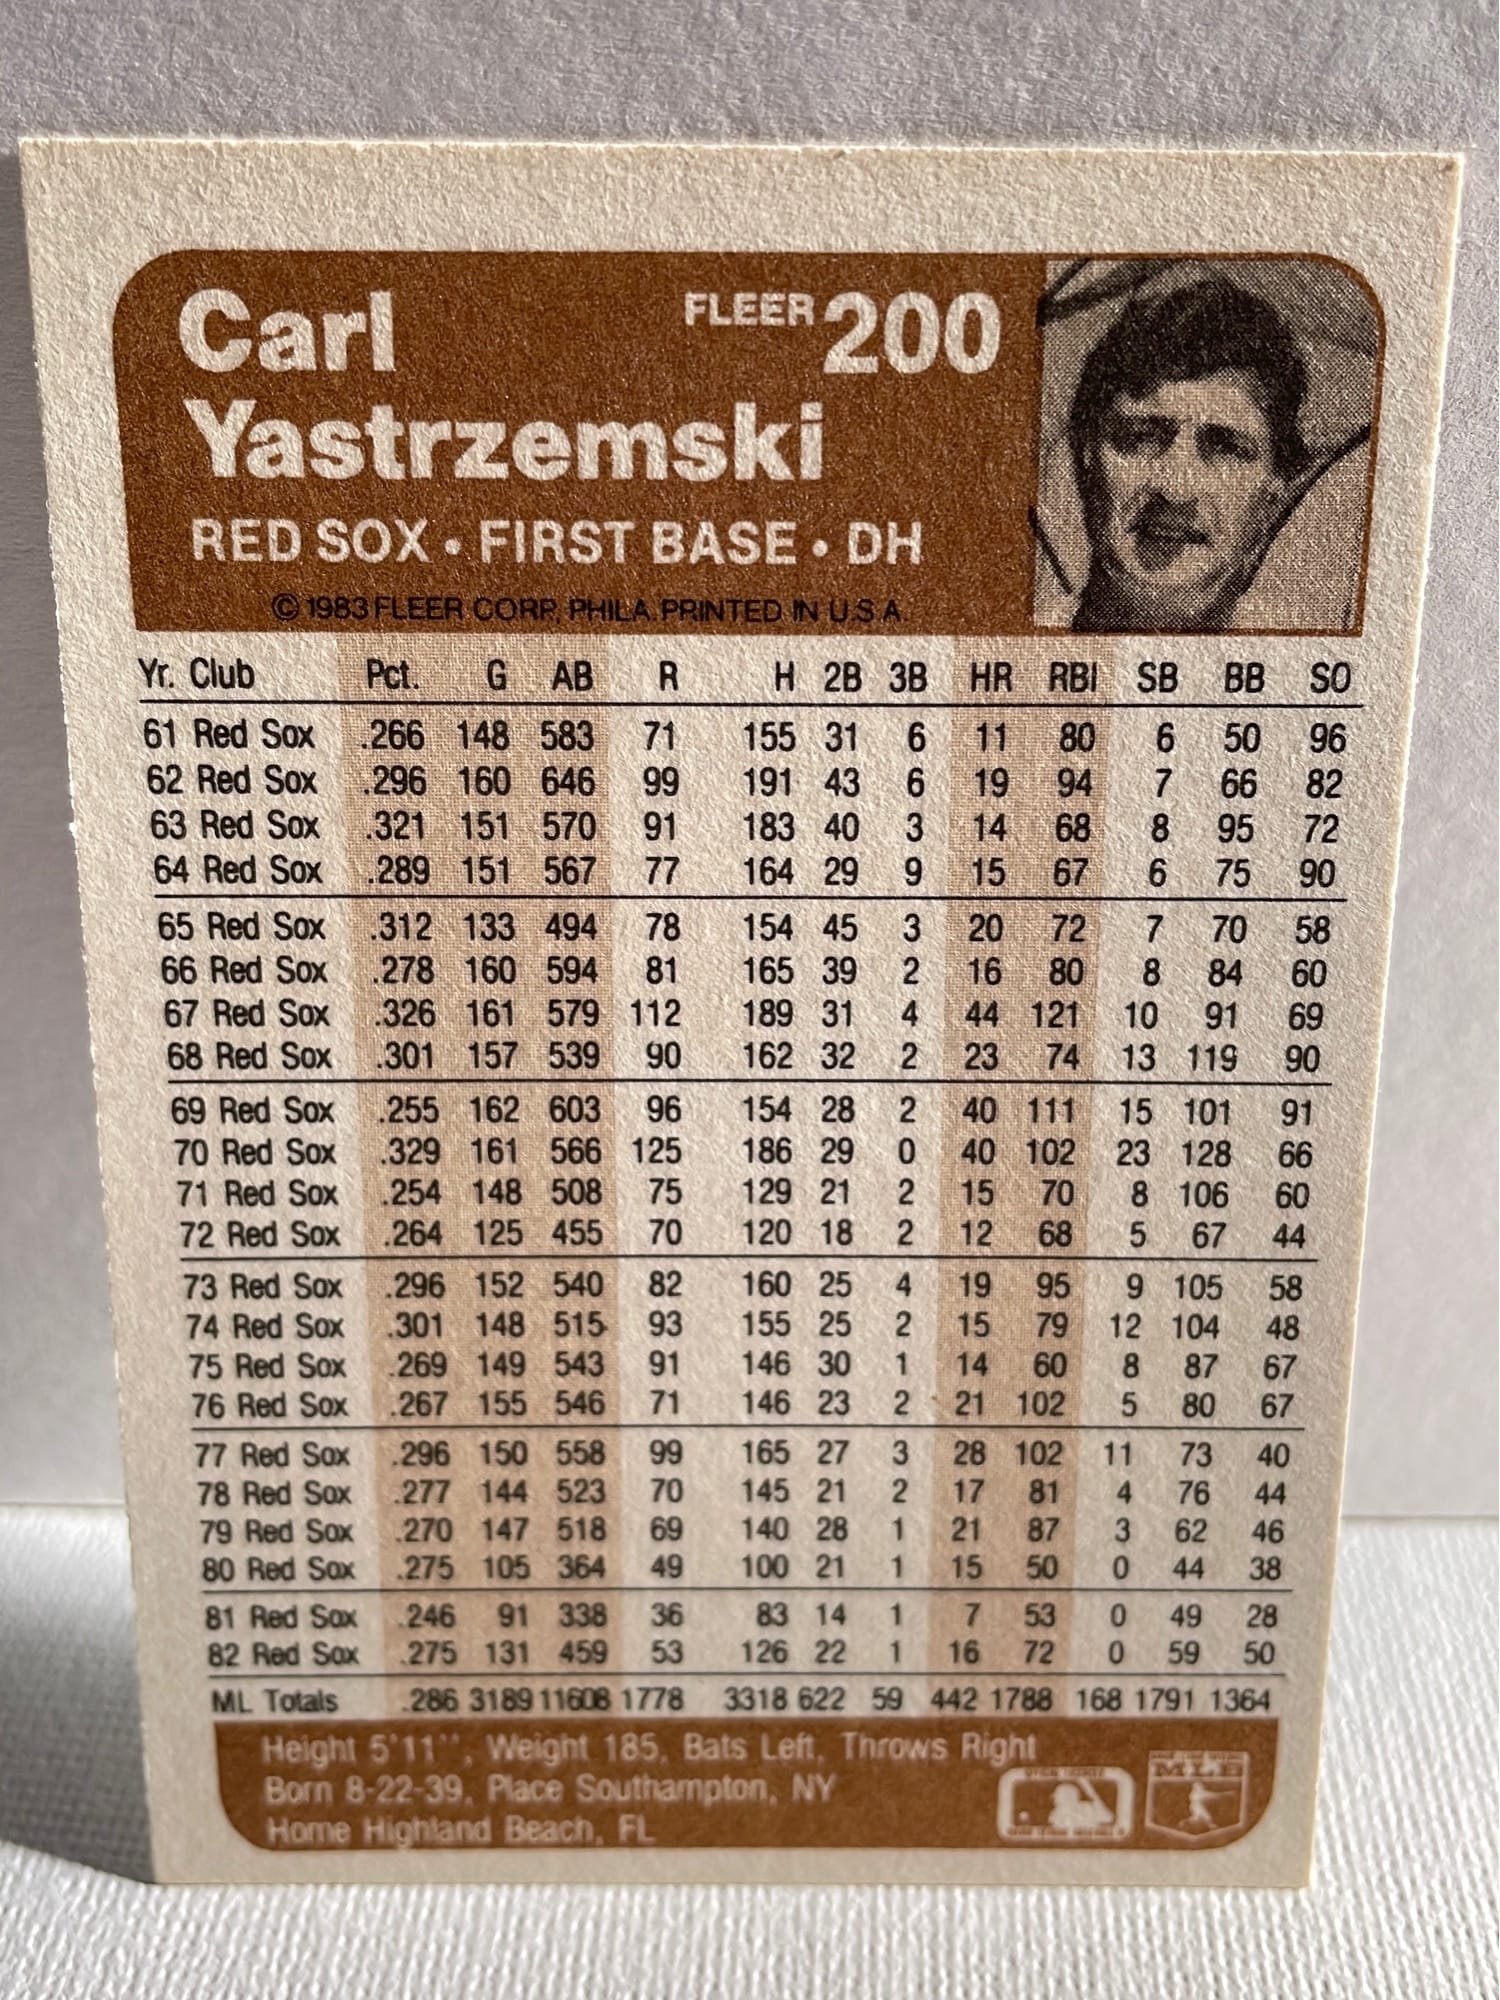 Carl FLEER 200
Yastrzemski
RED SOX • FIRST BASE • DH
© 1983 FLEER CORP., PHILA. PRINTED IN U.S.A.
Yr. Club Pct. G AB R H 2B 3B HR RBI SB BB SO
61 Red Sox .266 148 583 71 155 31 6 11 80 6 50 96
62 Red Sox .296 160 646 99 191 43 6 19 94 7 66 82
63 Red Sox .321 151 570 91 183 40 3 14 68 8 95 72
64 Red Sox .289 151 567 77 164 29 9 15 67 6 75 90
65 Red Sox .312 133 494 78 154 45 3 20 72 7 70 58
66 Red Sox .278 160 594 81 165 39 2 16 80 8 84 60
67 Red Sox .326 161 579 112 189 31 4 44 121 10 91 69
68 Red Sox .301 157 539 90 162 32 2 23 74 13 119 90
69 Red Sox .255 162 603 96 154 28 2 40 111 15 101 91
70 Red Sox .329 161 566 125 186 29 0 40 102 23 128 66
71 Red Sox .254 148 508 75 129 21 2 15 70 8 106 60
72 Red Sox .264 125 455 70 120 18 2 12 68 5 67 44
73 Red Sox .296 152 540 82 160 25 4 19 95 9 105 58
74 Red Sox .301 148 515 93 155 25 2 15 79 12 104 48
75 Red Sox .269 149 543 91 146 30 1 14 60 8 87 67
76 Red Sox .267 155 546 71 146 23 2 21 102 5 80 67
77 Red Sox .296 150 558 99 165 27 3 28 102 11 73 40
78 Red Sox .277 144 523 70 145 21 2 17 81 4 76 44
79 Red Sox .270 147 518 69 140 28 1 21 87 3 62 46
80 Red Sox .275 105 364 49 100 21 1 15 50 0 44 38
81 Red Sox .246 91 338 36 83 14 1 7 53 0 49 28
82 Red Sox .275 131 459 53 126 22 1 16 72 0 59 50
ML Totals .286 3189 11608 1778 3318 622 59 442 1788 168 1791 1364
Height 5'11", Weight 185, Bats Left, Throws Right
Born 8-22-39, Place Southampton, NY
Home Highland Beach, FL
MLB